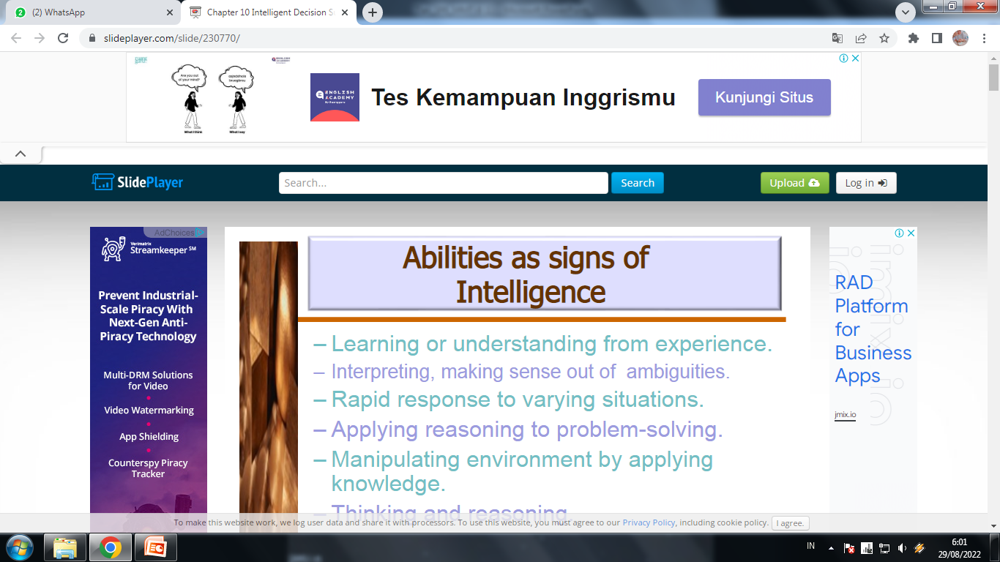 (2) WhatsApp
Chapter 10 Intelligent Decision S
slideplayer.com/slide/230770/
Are you out
of your mind?
What I think
What I say
ENGLISH
ACADEMY
Tes Kemampuan Inggrismu
Kunjungi Situs
SlidePlayer
Search...
Search
Upload
Log in
AdChoices
Verimatrix
Streamkeeper SM
Prevent Industrial-
Scale Piracy With
Next-Gen Anti-
Piracy Technology
Multi-DRM Solutions
for Video
Video Watermarking
App Shielding
Counterspy Piracy
Tracker
Abilities as signs of
Intelligence
– Learning or understanding from experience.
– Interpreting, making sense out of ambiguities.
– Rapid response to varying situations.
– Applying reasoning to problem-solving.
– Manipulating environment by applying
knowledge.
– Thinking and reasoning.
RAD
Platform
for
Business
Apps
jmix.io
To make this website work, we log user data and share it with processors. To use this website, you must agree to our Privacy Policy, including cookie policy.
I agree.
IN
6:01
29/08/2022